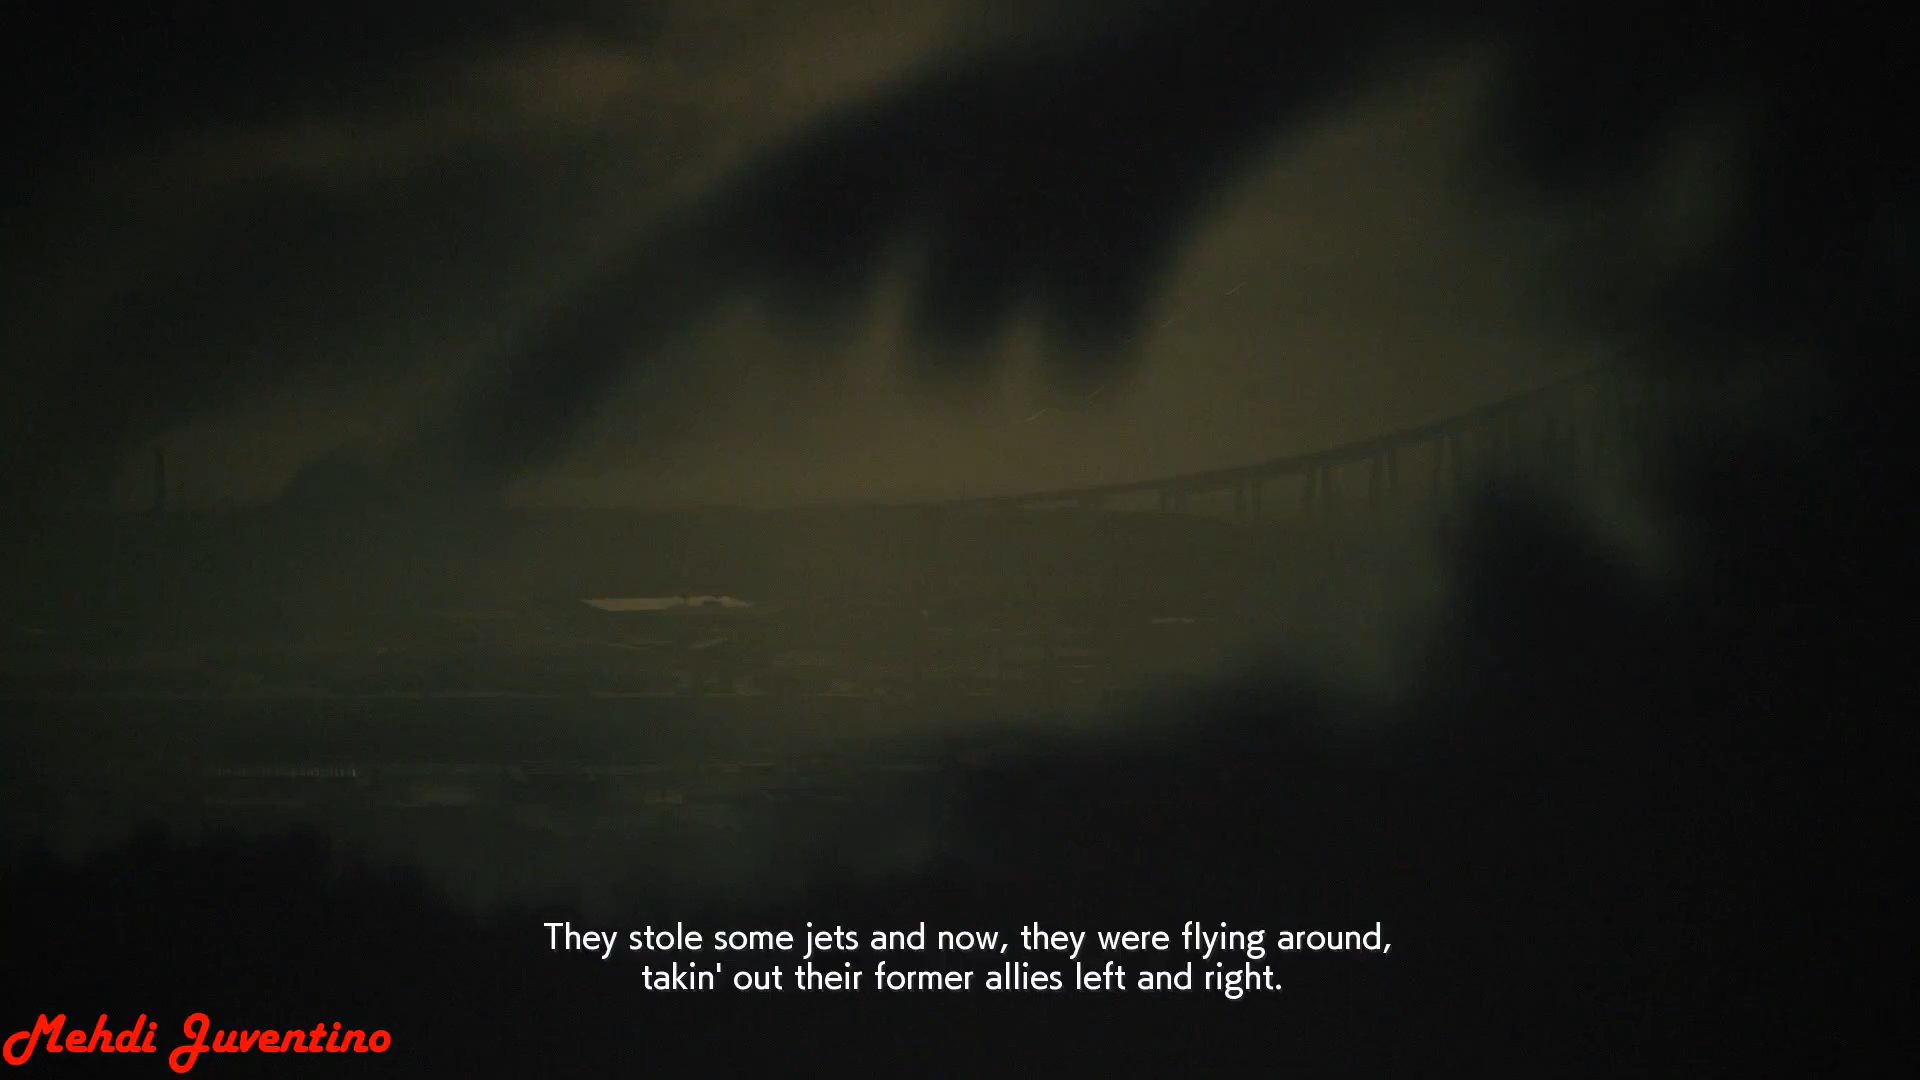 They stole some jets and now, they were flying around,
takin' out their former allies left and right.
Mehdi Juventino